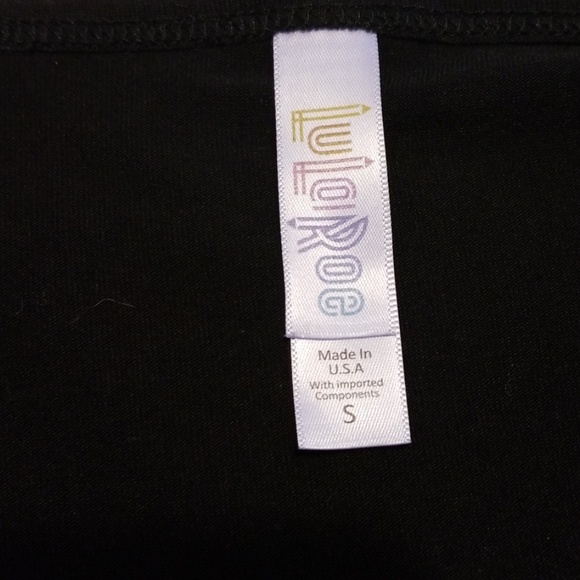 LuLaRoe
Made In
U.S.A
With imported
Components
S